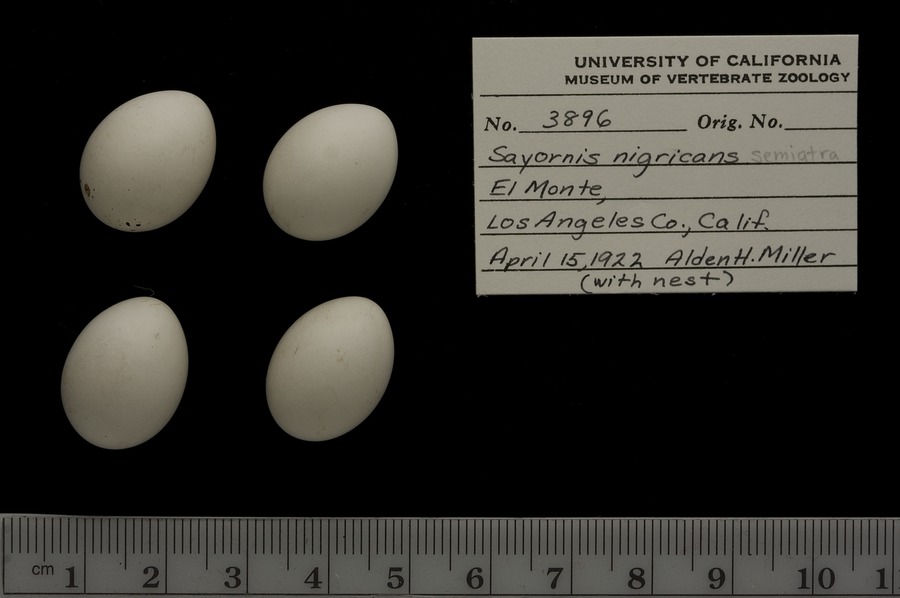 UNIVERSITY OF CALIFORNIA
MUSEUM OF VERTEBRATE ZOOLOGY
No. 3896 Orig. No.
Sayornis nigricans semiatra
El Monte,
Los Angeles Co., Calif.
April 15, 1922 Alden H. Miller
(with nest)
cm 1 2 3 4 5 6 7 8 9 10 1